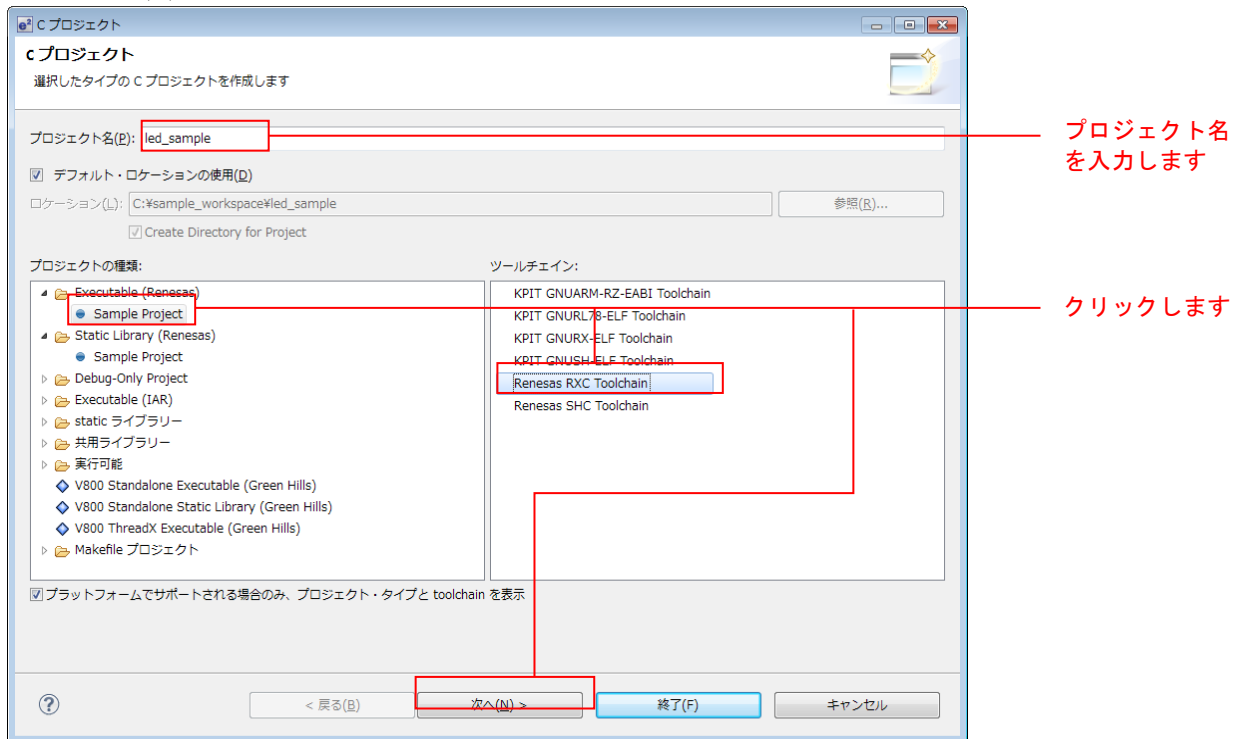 C プロジェクト
C プロジェクト
選択したタイプの C プロジェクトを作成します
プロジェクト名(P): led_sample
プロジェクト名
を入力します
デフォルト・ロケーションの使用(D)
ロケーション(L): C:¥sample_workspace¥led_sample 参照(R)...
Create Directory for Project
プロジェクトの種類:
Executable (Renesas)
Sample Project
Static Library (Renesas)
Sample Project
Debug-Only Project
Executable (IAR)
static ライブラリー
共用ライブラリー
実行可能
V800 Standalone Executable (Green Hills)
V800 Standalone Static Library (Green Hills)
V800 ThreadX Executable (Green Hills)
Makefile プロジェクト
ツールチェイン:
KPIT GNUARM-RZ-EABI Toolchain
KPIT GNURL78-ELF Toolchain
KPIT GNURX-ELF Toolchain
KPIT GNUSH-ELF Toolchain
Renesas RXC Toolchain
Renesas SHC Toolchain
クリックします
プラットフォームでサポートされる場合のみ、プロジェクト・タイプと toolchain を表示
< 戻る(B) 次へ(N) > 終了(F) キャンセル